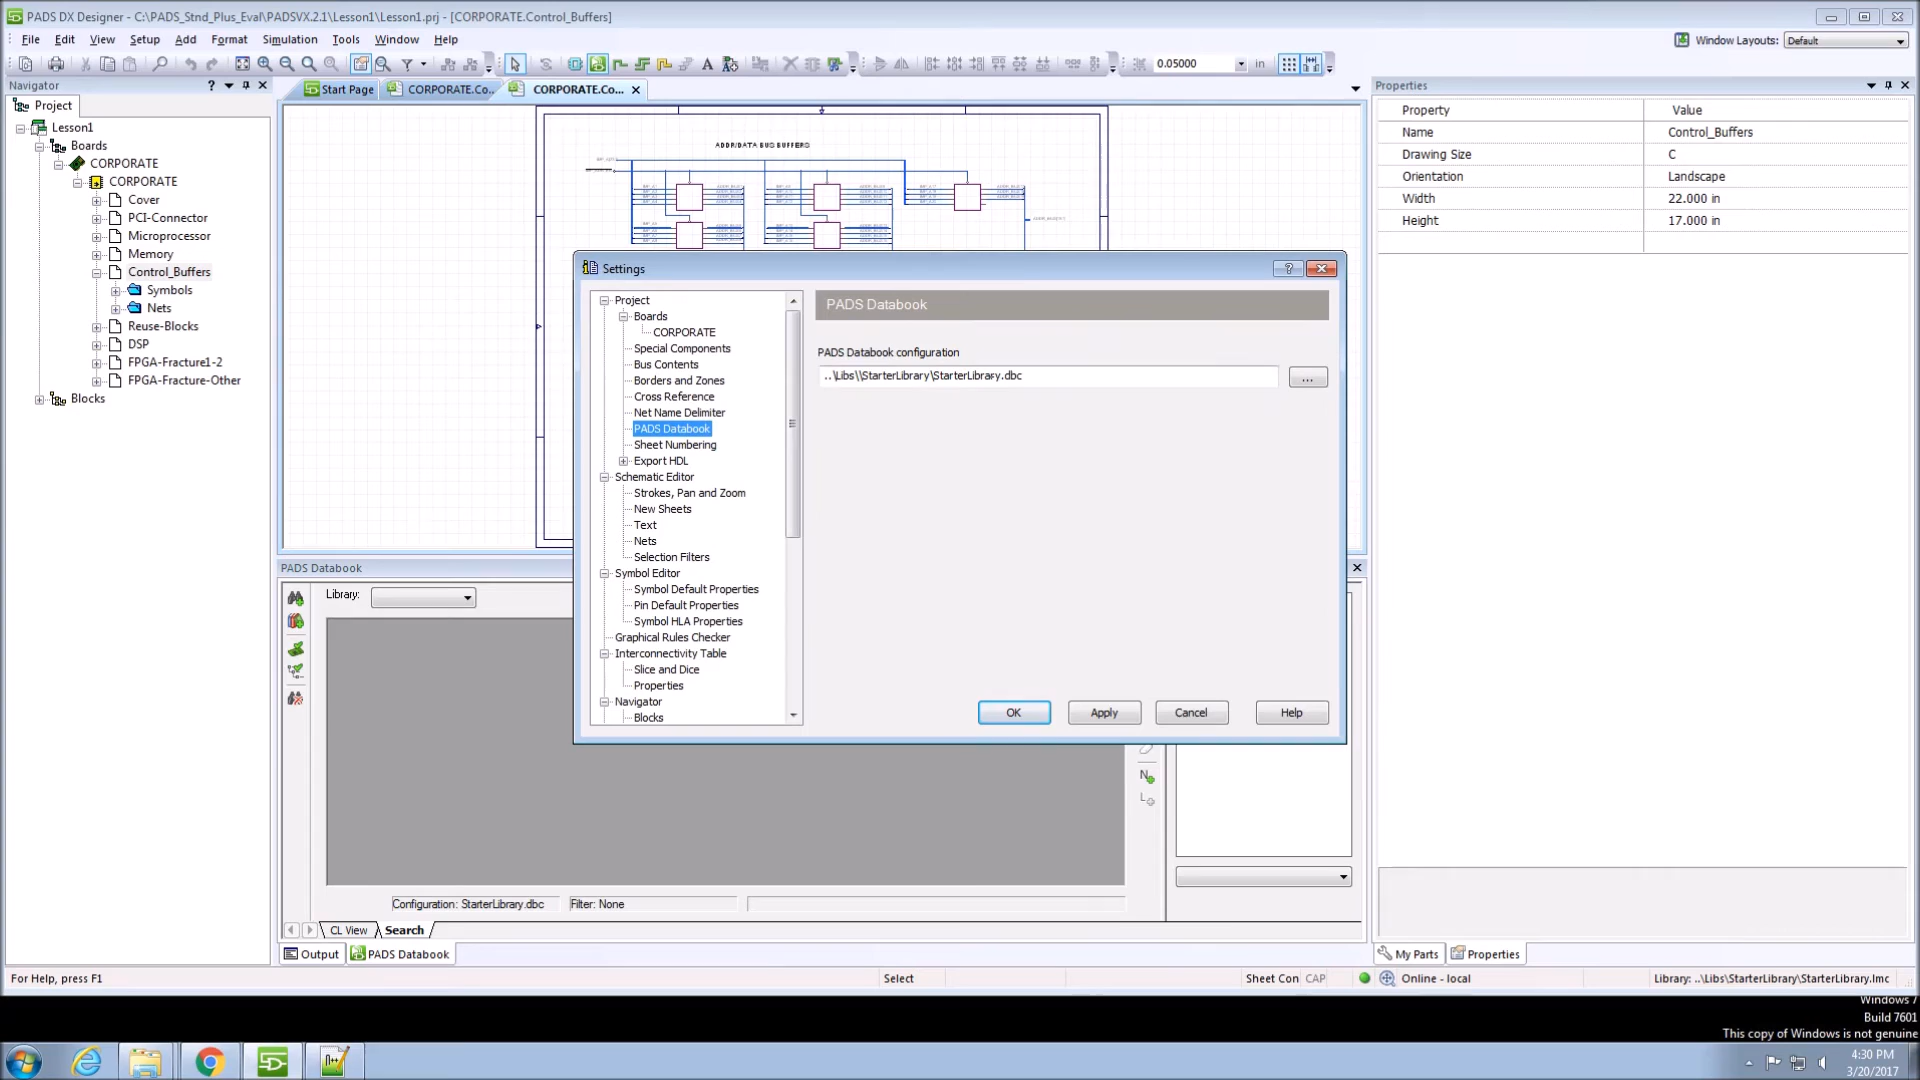 PADS DX Designer - C:\PADS_Stnd_Plus_Eval\PADSVX.2.1\Lesson1\Lesson1.prj - [CORPORATE.Control_Buffers]
File Edit View Setup Add Format Simulation Tools Window Help
Window Layouts: Default
0.05000 in
Navigator
Start Page CORPORATE.Co... CORPORATE.Co...
Properties
Project
Lesson1
Boards
CORPORATE
CORPORATE
Cover
PCI-Connector
Microprocessor
Memory
Control_Buffers
Symbols
Nets
Reuse-Blocks
DSP
FPGA-Fracture1-2
FPGA-Fracture-Other
Blocks
ADDR/DATA BUS BUFFERS
Property Value
Name Control_Buffers
Drawing Size C
Orientation Landscape
Width 22.000 in
Height 17.000 in
Settings
Project
Boards
CORPORATE
Special Components
Bus Contents
Borders and Zones
Cross Reference
Net Name Delimiter
PADS Databook
Sheet Numbering
Export HDL
Schematic Editor
Strokes, Pan and Zoom
New Sheets
Text
Nets
Selection Filters
Symbol Editor
Symbol Default Properties
Pin Default Properties
Symbol HLA Properties
Graphical Rules Checker
Interconnectivity Table
Slice and Dice
Properties
Navigator
Blocks
PADS Databook
PADS Databook configuration
..\Libs\\StarterLibrary\StarterLibrary.dbc
...
OK Apply Cancel Help
PADS Databook
Library:
Configuration: StarterLibrary.dbc Filter: None
CL View Search
Output PADS Databook
My Parts Properties
For Help, press F1
Select
Sheet Con CAP
Online - local
Library: ..\Libs\StarterLibrary\StarterLibrary.lmc
Windows 7
Build 7601
This copy of Windows is not genuine
4:30 PM
3/20/2017